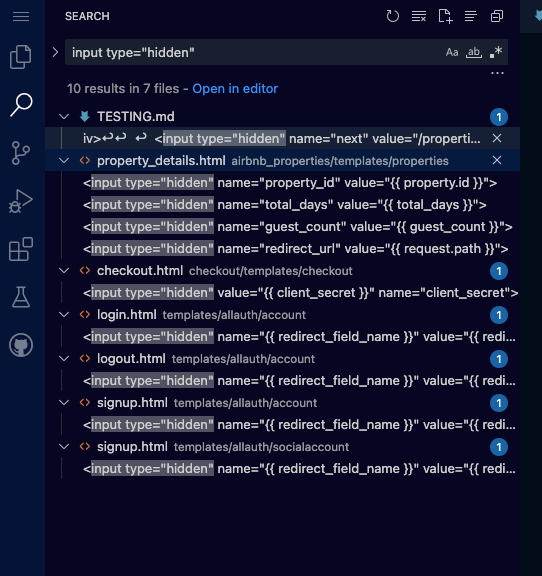 SEARCH
input type="hidden"
Aa ab .*
...
10 results in 7 files - Open in editor
TESTING.md 1
iv>↩↩ ↩ <input type="hidden" name="next" value="/properti...
<> property_details.html airbnb_properties/templates/properties
<input type="hidden" name="property_id" value="{{ property.id }}">
<input type="hidden" name="total_days" value="{{ total_days }}">
<input type="hidden" name="guest_count" value="{{ guest_count }}">
<input type="hidden" name="redirect_url" value="{{ request.path }}">
<> checkout.html checkout/templates/checkout 1
<input type="hidden" value="{{ client_secret }}" name="client_secret">
<> login.html templates/allauth/account 1
<input type="hidden" name="{{ redirect_field_name }}" value="{{ redi...
<> logout.html templates/allauth/account 1
<input type="hidden" name="{{ redirect_field_name }}" value="{{ redi...
<> signup.html templates/allauth/account 1
<input type="hidden" name="{{ redirect_field_name }}" value="{{ redi...
<> signup.html templates/allauth/socialaccount 1
<input type="hidden" name="{{ redirect_field_name }}" value="{{ redi...